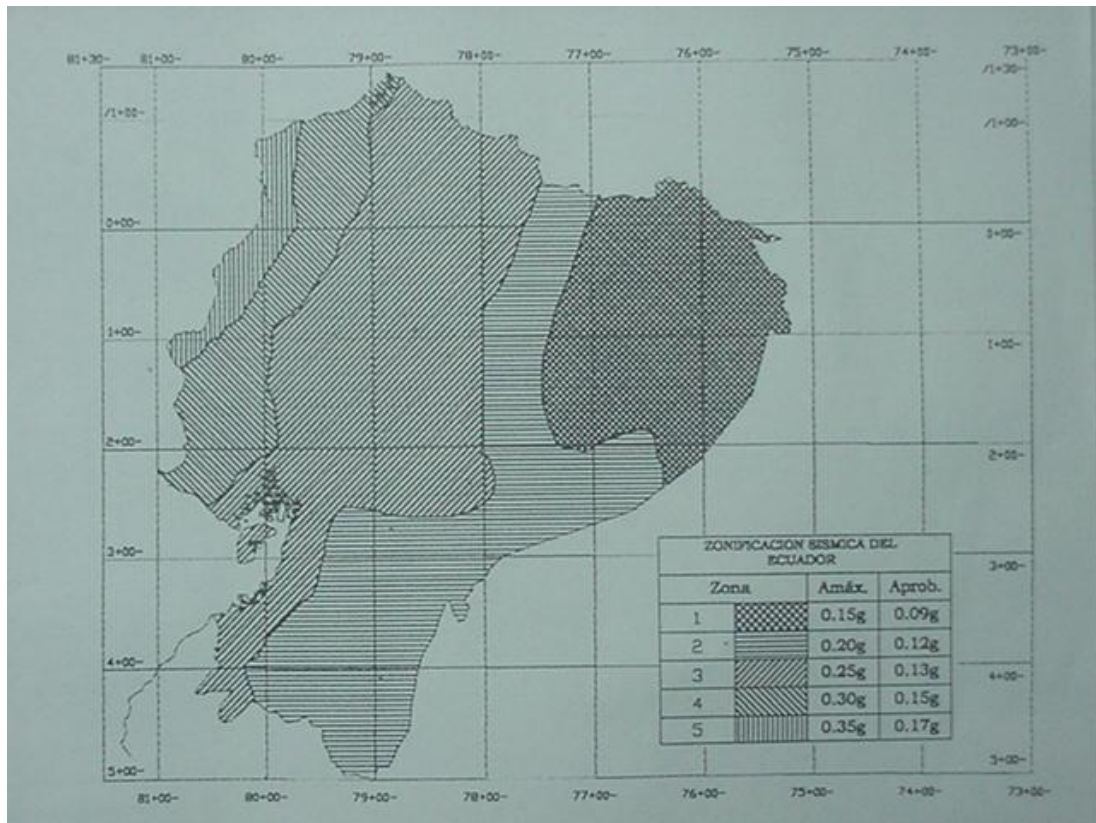 81+30- 81+00- 80+00- 79+00- 78+00- 77+00- 76+00- 75+00- 74+00- 73+00-
/1+00- /1+30-
/1+00-
0+00- 0+00-
1+00- 1+00-
2+00- 2+00-
3+00- 3+00-
4+00- 4+00-
5+00- 5+00-
ZONIFICACION SISMICA DEL
ECUADOR
Zona Amáx. Aprob.
1 0.15g 0.09g
2 0.20g 0.12g
3 0.25g 0.13g
4 0.30g 0.15g
5 0.35g 0.17g
81+00- 80+00- 79+00- 78+00- 77+00- 76+00- 75+00- 74+00- 73+00-